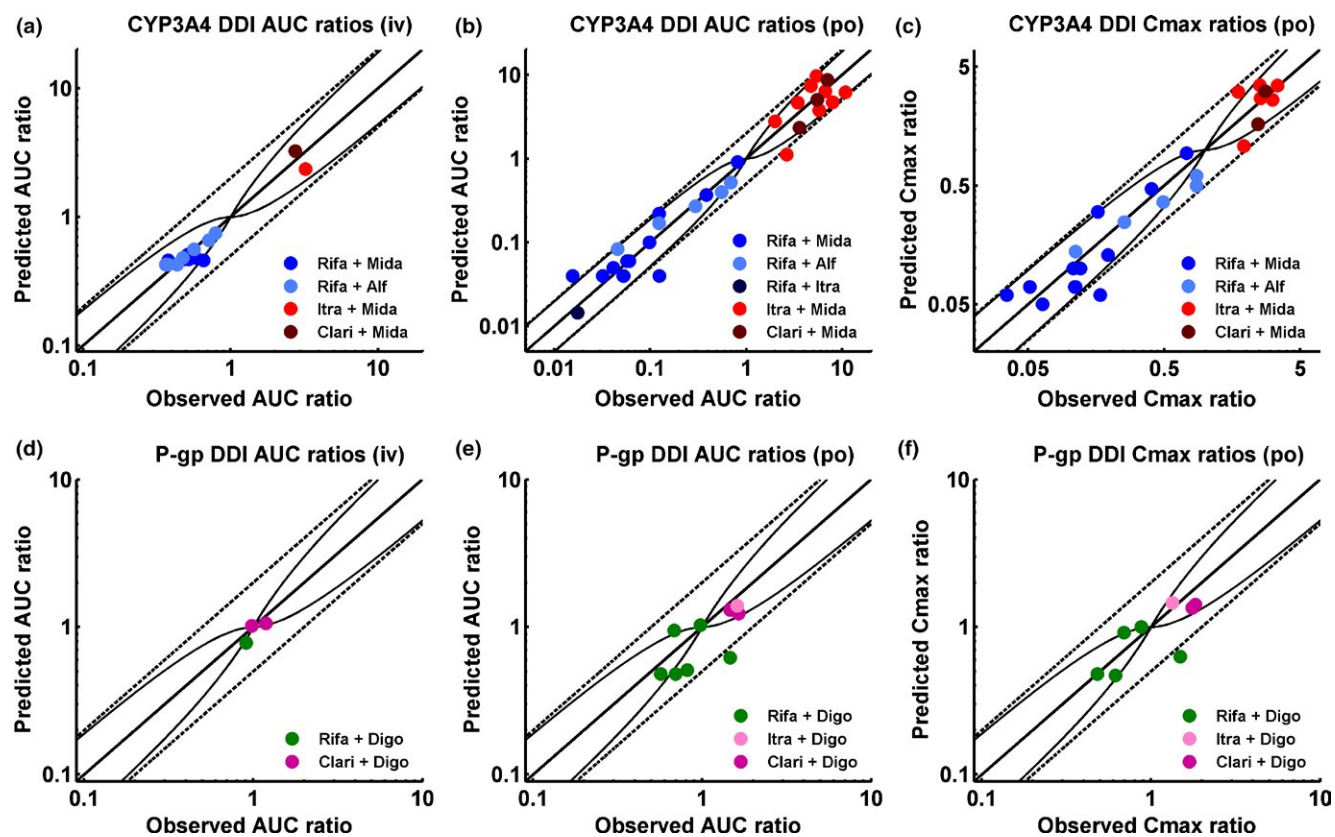 (a) CYP3A4 DDI AUC ratios (iv)
Predicted AUC ratio
10
1
0.1
0.1 1 10
Observed AUC ratio
Rifa + Mida
Rifa + Alf
Itra + Mida
Clari + Mida
(b) CYP3A4 DDI AUC ratios (po)
Predicted AUC ratio
10
1
0.1
0.01
0.01 0.1 1 10
Observed AUC ratio
Rifa + Mida
Rifa + Alf
Rifa + Itra
Itra + Mida
Clari + Mida
(c) CYP3A4 DDI Cmax ratios (po)
Predicted Cmax ratio
5
0.5
0.05
0.05 0.5 5
Observed Cmax ratio
Rifa + Mida
Rifa + Alf
Itra + Mida
Clari + Mida
(d) P-gp DDI AUC ratios (iv)
Predicted AUC ratio
10
1
0.1
0.1 1 10
Observed AUC ratio
Rifa + Digo
Clari + Digo
(e) P-gp DDI AUC ratios (po)
Predicted AUC ratio
10
1
0.1
0.1 1 10
Observed AUC ratio
Rifa + Digo
Itra + Digo
Clari + Digo
(f) P-gp DDI Cmax ratios (po)
Predicted Cmax ratio
10
1
0.1
0.1 1 10
Observed Cmax ratio
Rifa + Digo
Itra + Digo
Clari + Digo